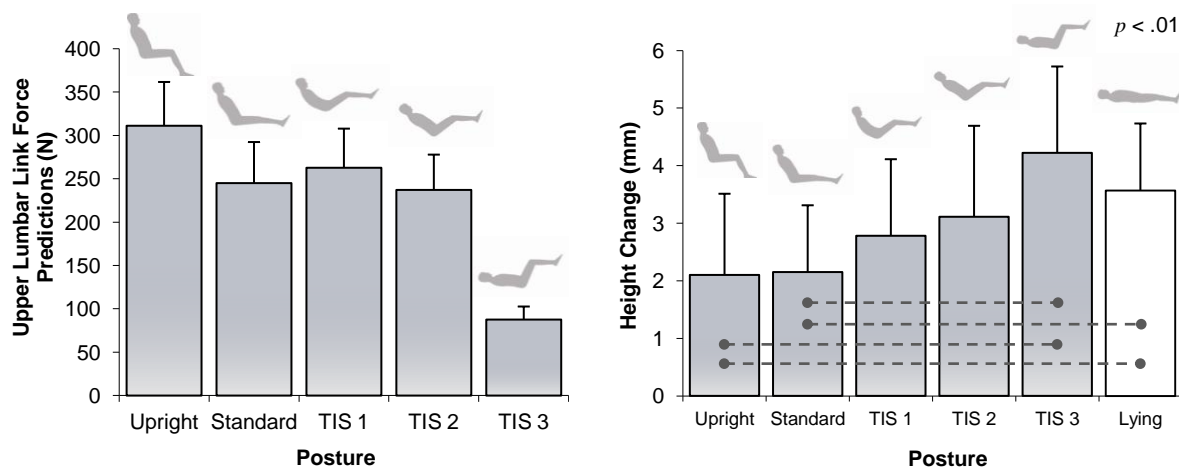 Upper Lumbar Link Force
Predictions (N)
400
350
300
250
200
150
100
50
0
Upright Standard TIS 1 TIS 2 TIS 3
Posture
p < .01
Height Change (mm)
6
5
4
3
2
1
0
Upright Standard TIS 1 TIS 2 TIS 3 Lying
Posture